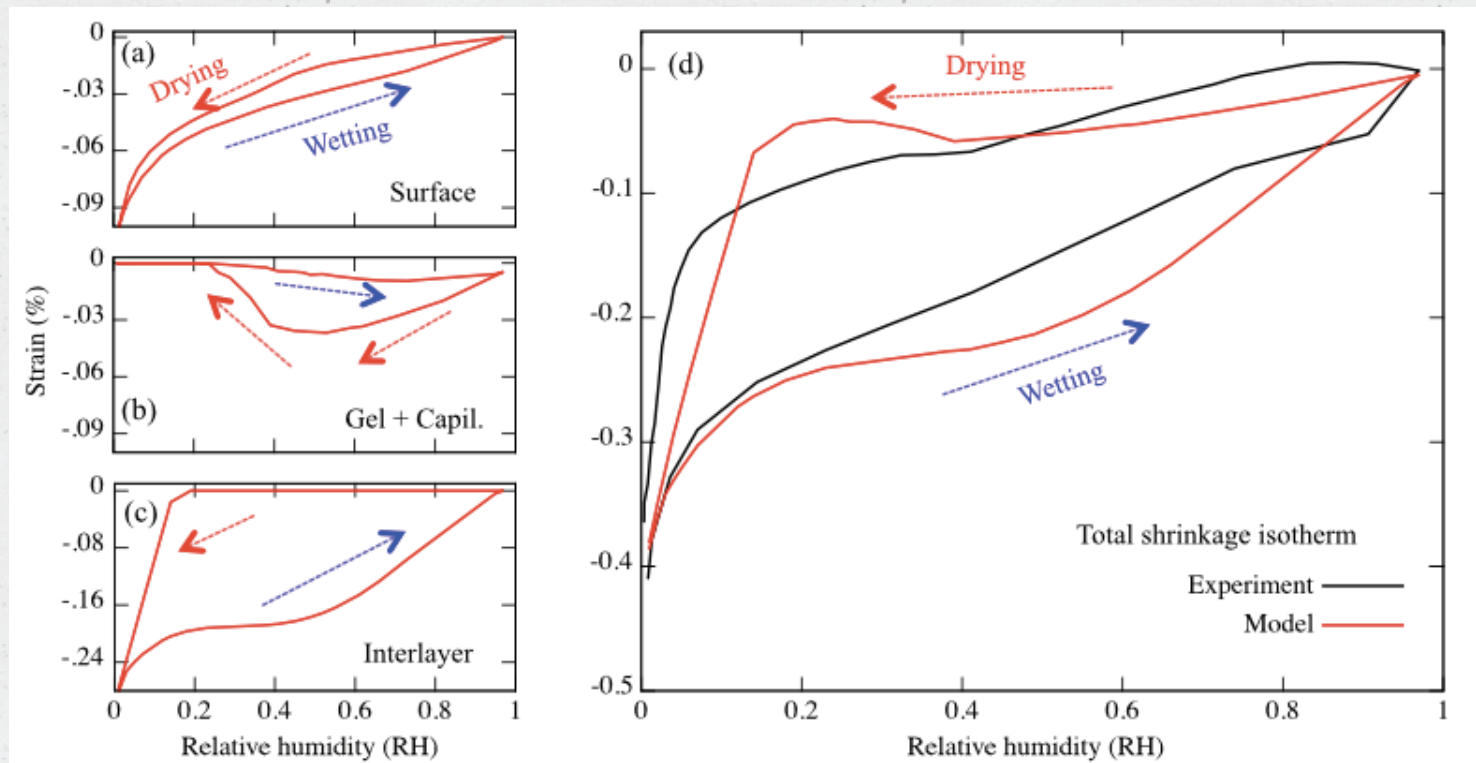 (a)
Drying
Wetting
Surface
0
-.03
-.06
-.09
(b)
Gel + Capil.
0
-.03
-.06
-.09
Strain (%)
(c)
Interlayer
0
-.08
-.16
-.24
0 0.2 0.4 0.6 0.8 1
Relative humidity (RH)
(d)
Drying
Wetting
Total shrinkage isotherm
Experiment
Model
0
-0.1
-0.2
-0.3
-0.4
-0.5
0 0.2 0.4 0.6 0.8 1
Relative humidity (RH)